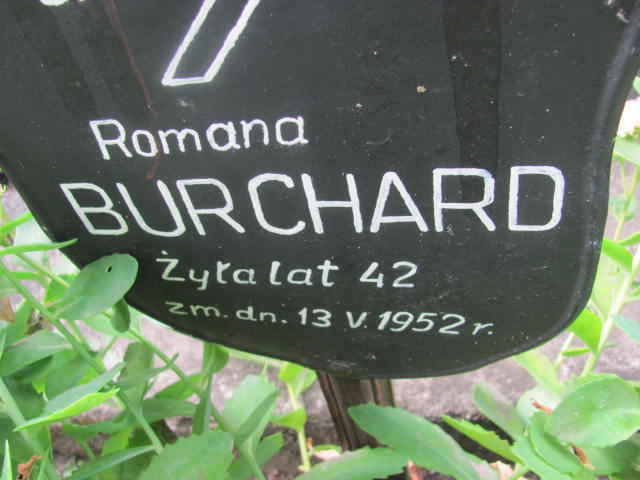 Romana
BURCHARD
Żyła lat 42
zm. dn. 13 V. 1952 r.